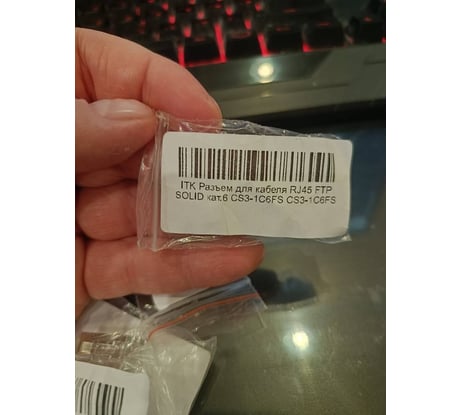 ITK Разъем для кабеля RJ45 FTP
SOLID кат.6 CS3-1C6FS CS3-1C6FS